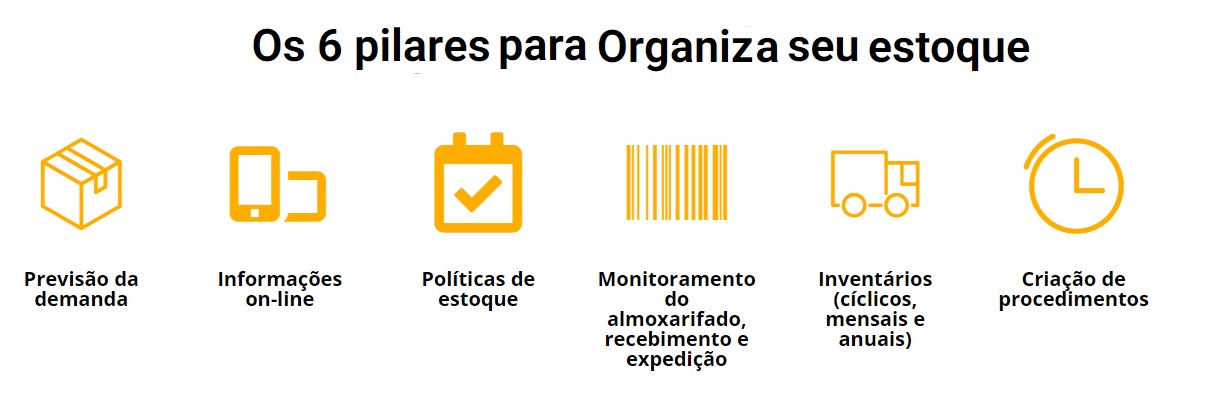 Os 6 pilares para Organiza seu estoque
Previsão da
demanda
Informações
on-line
Políticas de
estoque
Monitoramento
do
almoxarifado,
recebimento e
expedição
Inventários
(cíclicos,
mensais e
anuais)
Criação de
procedimentos